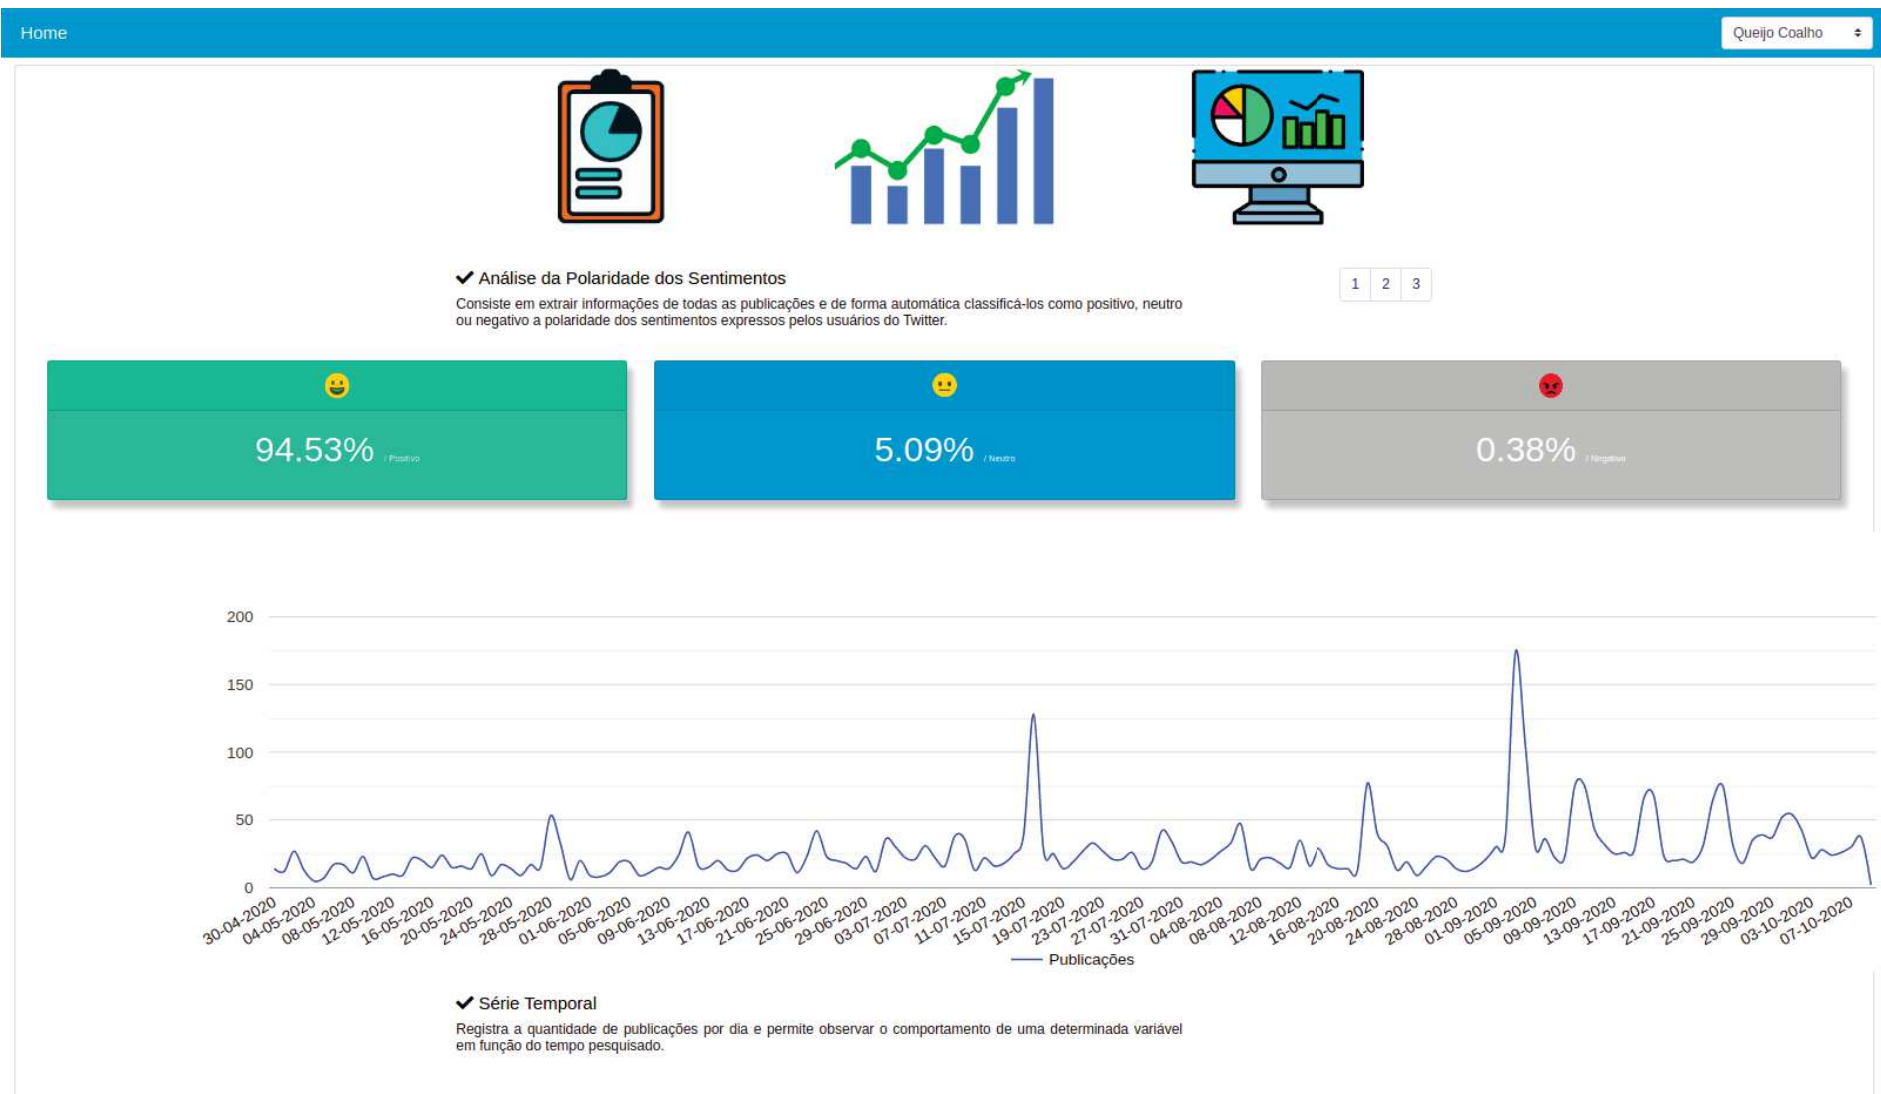 Home
Queijo Coalho
Análise da Polaridade dos Sentimentos
1 2 3
Consiste em extrair informações de todas as publicações e de forma automática classificá-los como positivo, neutro
ou negativo a polaridade dos sentimentos expressos pelos usuários do Twitter.
94.53% / Positivo
5.09% / Neutro
0.38% / Negativo
200
150
100
50
0
30-04-2020 04-05-2020 08-05-2020 12-05-2020 16-05-2020 20-05-2020 24-05-2020 28-05-2020 01-06-2020 05-06-2020 09-06-2020 13-06-2020 17-06-2020 21-06-2020 25-06-2020 29-06-2020 03-07-2020 07-07-2020 11-07-2020 15-07-2020 19-07-2020 23-07-2020 27-07-2020 31-07-2020 04-08-2020 08-08-2020 12-08-2020 16-08-2020 20-08-2020 24-08-2020 28-08-2020 01-09-2020 05-09-2020 09-09-2020 13-09-2020 17-09-2020 21-09-2020 25-09-2020 29-09-2020 03-10-2020 07-10-2020
Publicações
Série Temporal
Registra a quantidade de publicações por dia e permite observar o comportamento de uma determinada variável
em função do tempo pesquisado.